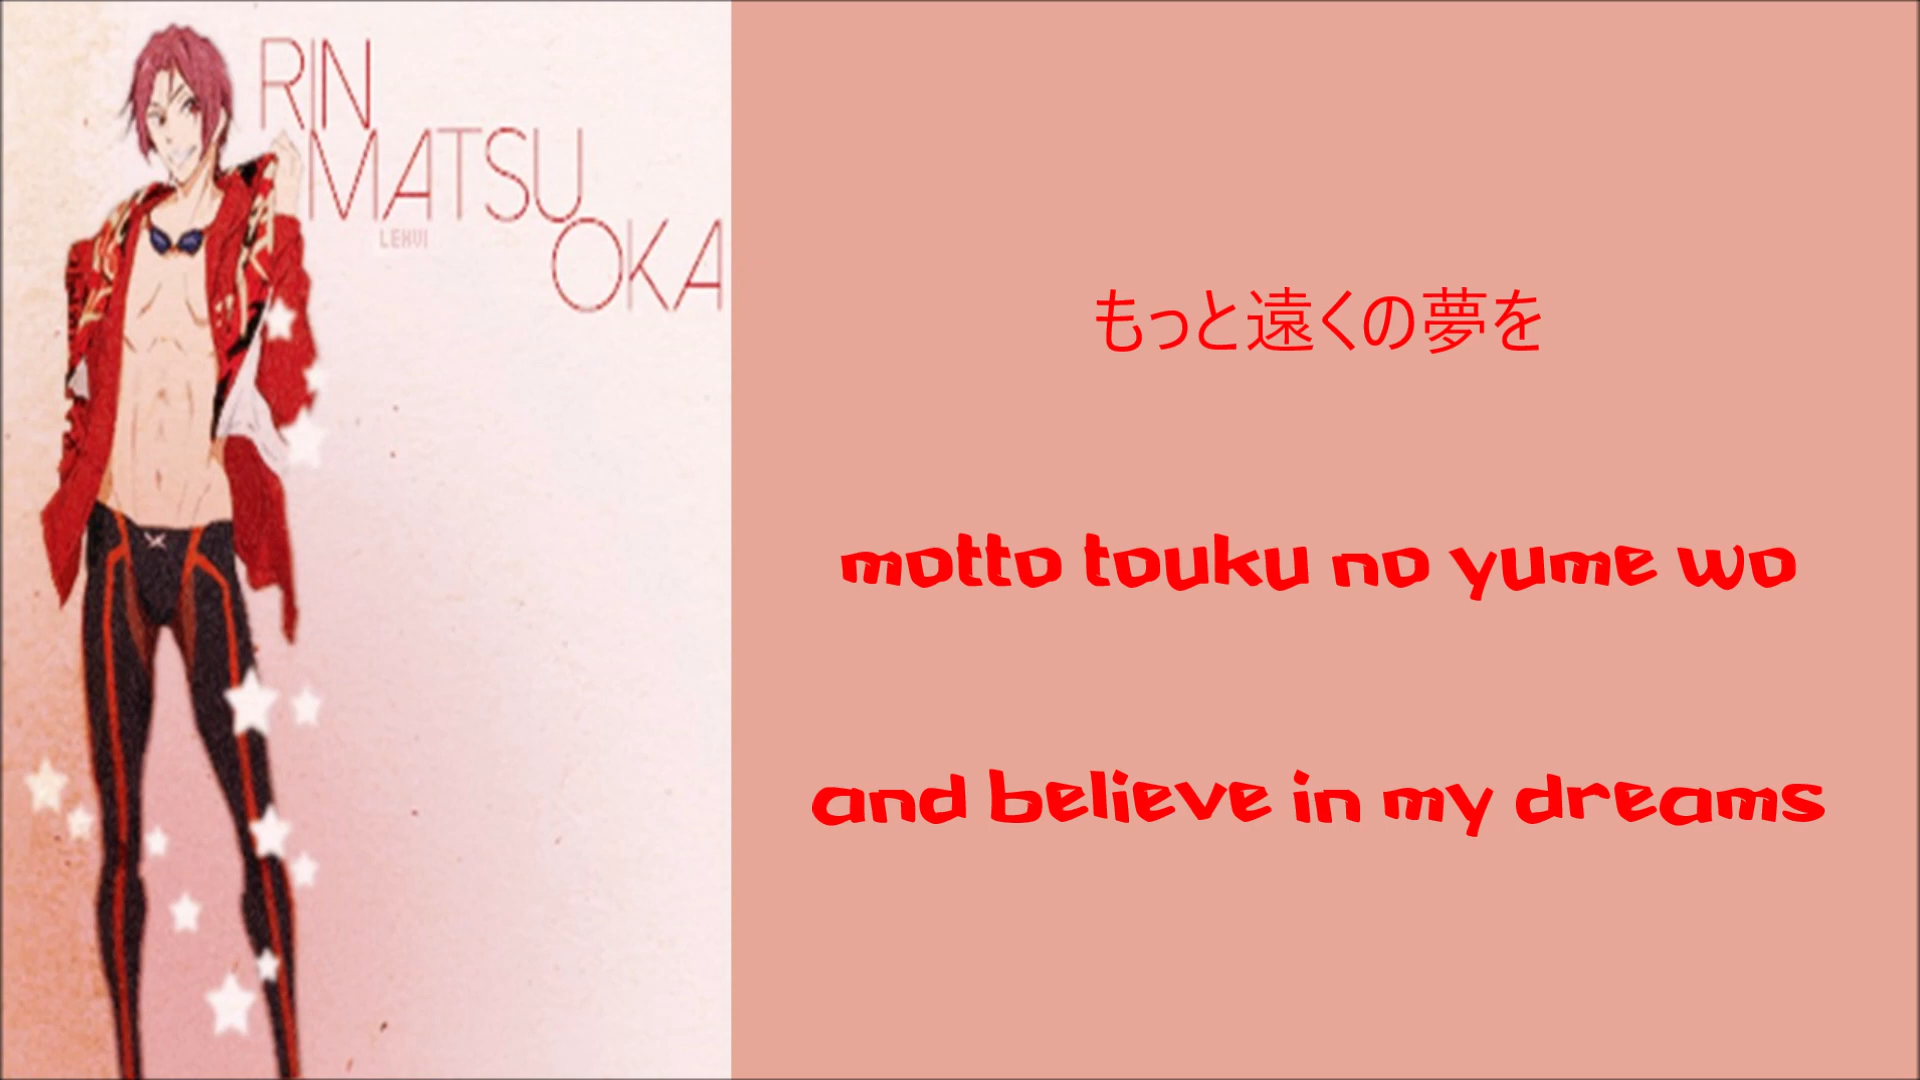 RIN
MATSU
OKA
LEHVI
もっと遠くの夢を
motto touku no yume wo
and believe in my dreams